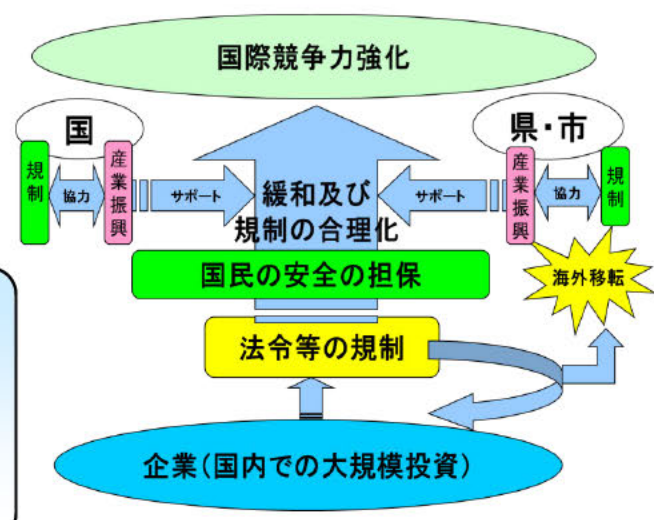 国際競争力強化
国
県・市
規制
協力
産業振興
サポート
緩和及び
規制の合理化
サポート
産業振興
協力
規制
国民の安全の担保
海外移転
法令等の規制
企業(国内での大規模投資)